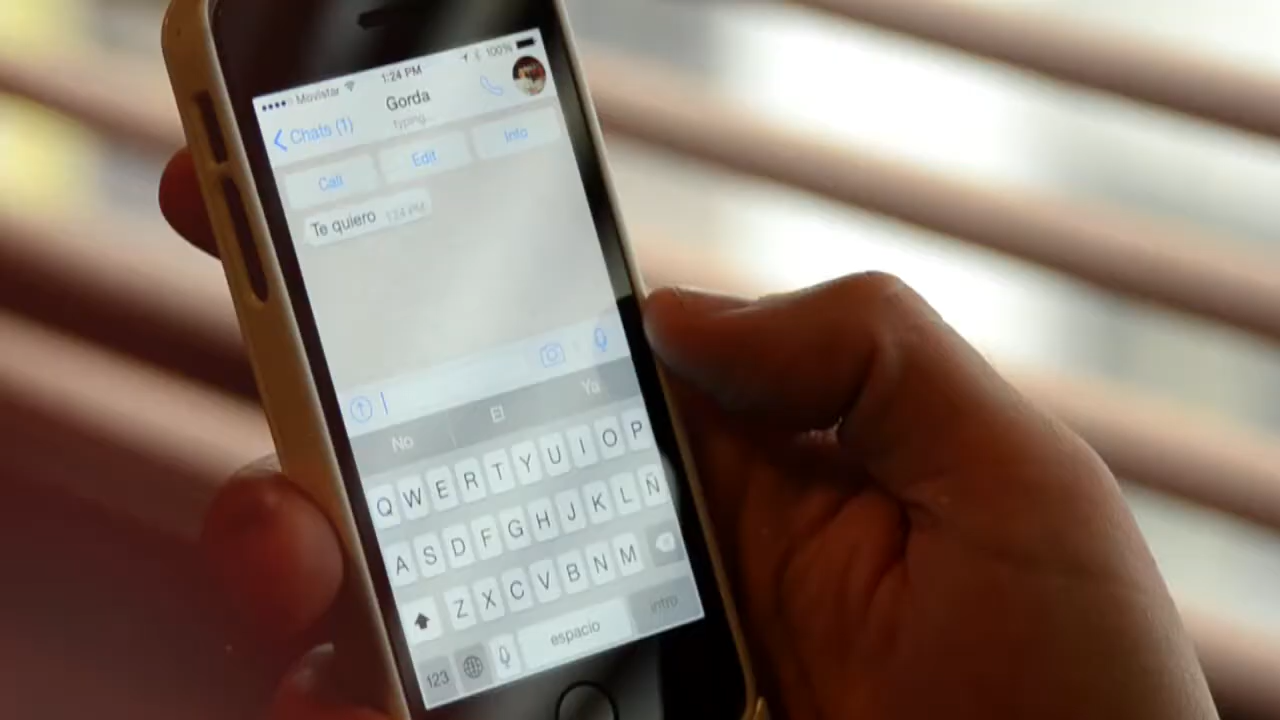 Movistar 1:24 PM 100%
Chats (1) Gorda
typing...
Call Edit Info
Te quiero 1:24 PM
No El Ya
Q W E R T Y U I O P
A S D F G H J K L Ñ
Z X C V B N M
123 espacio intro